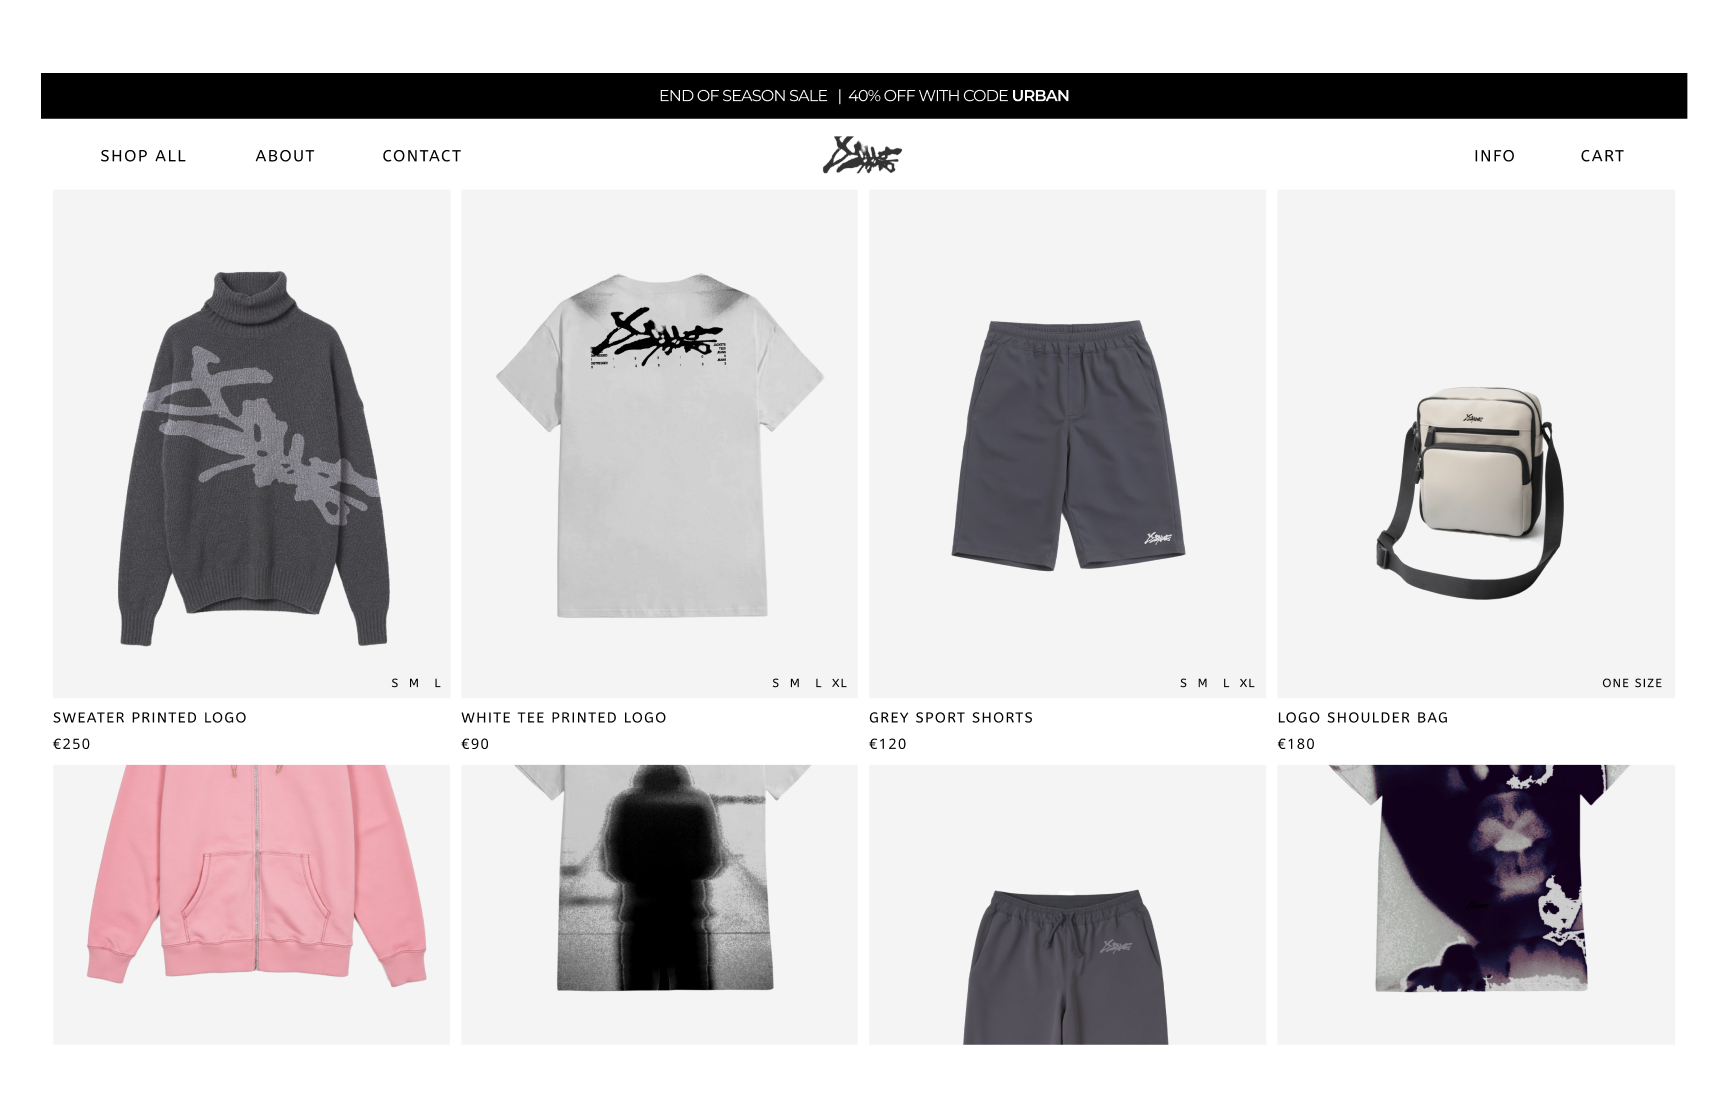 END OF SEASON SALE | 40% OFF WITH CODE URBAN
SHOP ALL ABOUT CONTACT INFO CART
S M L
S M L XL
S M L XL
ONE SIZE
SWEATER PRINTED LOGO
WHITE TEE PRINTED LOGO
GREY SPORT SHORTS
LOGO SHOULDER BAG
€250
€90
€120
€180